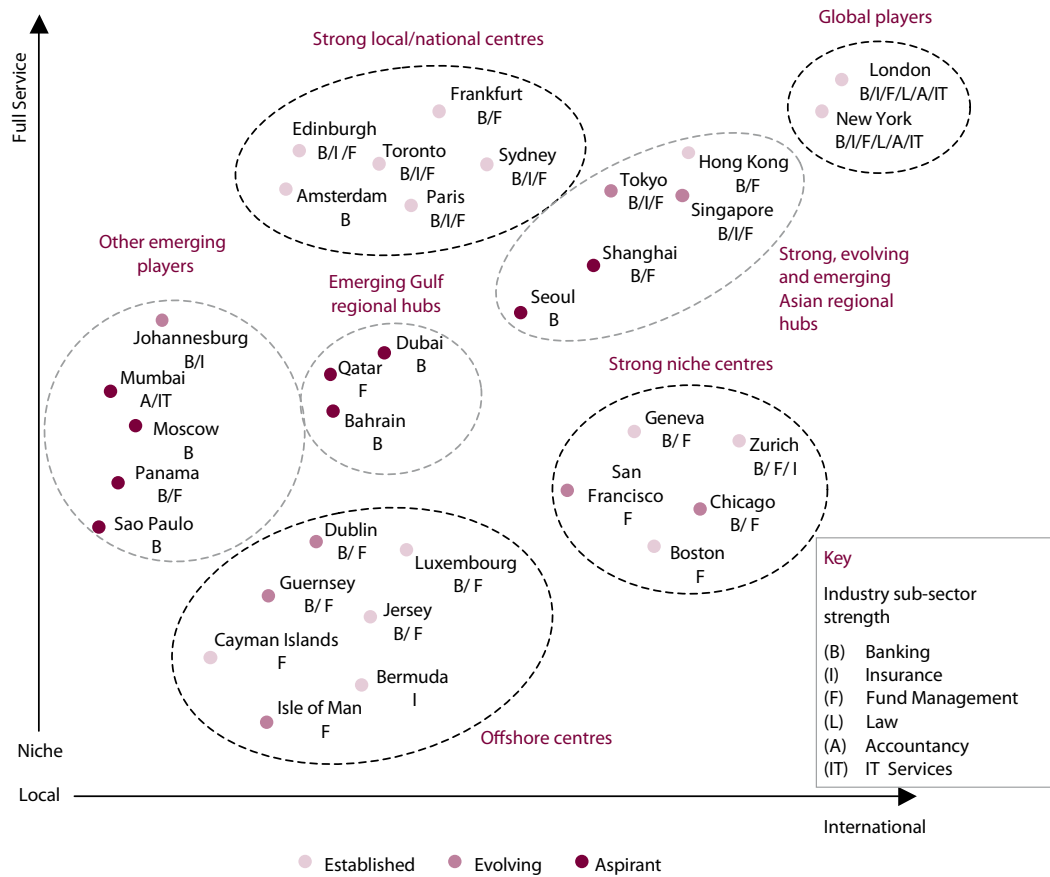 Global players
London
B/I/F/L/A/IT
New York
B/I/F/L/A/IT
Full Service
Strong local/national centres
Frankfurt
B/F
Edinburgh
B/I /F
Toronto
B/I/F
Sydney
B/I/F
Amsterdam
B
Paris
B/I/F
Hong Kong
B/F
Tokyo
B/I/F
Singapore
B/I/F
Shanghai
B/F
Seoul
B
Strong, evolving
and emerging
Asian regional
hubs
Other emerging
players
Johannesburg
B/I
Mumbai
A/IT
Moscow
B
Panama
B/F
Sao Paulo
B
Emerging Gulf
regional hubs
Dubai
B
Qatar
F
Bahrain
B
Strong niche centres
Geneva
B/ F
Zurich
B/ F/ I
San
Francisco
F
Chicago
B/ F
Boston
F
Dublin
B/ F
Luxembourg
B/ F
Guernsey
B/ F
Jersey
B/ F
Cayman Islands
F
Bermuda
I
Isle of Man
F
Offshore centres
Key
Industry sub-sector
strength
(B) Banking
(I) Insurance
(F) Fund Management
(L) Law
(A) Accountancy
(IT) IT Services
Niche
Local
International
Established
Evolving
Aspirant